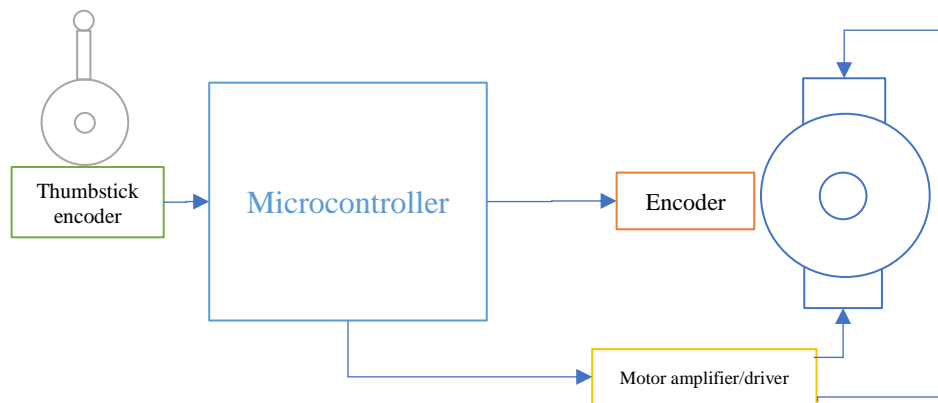 Thumbstick
encoder
Microcontroller
Encoder
Motor amplifier/driver